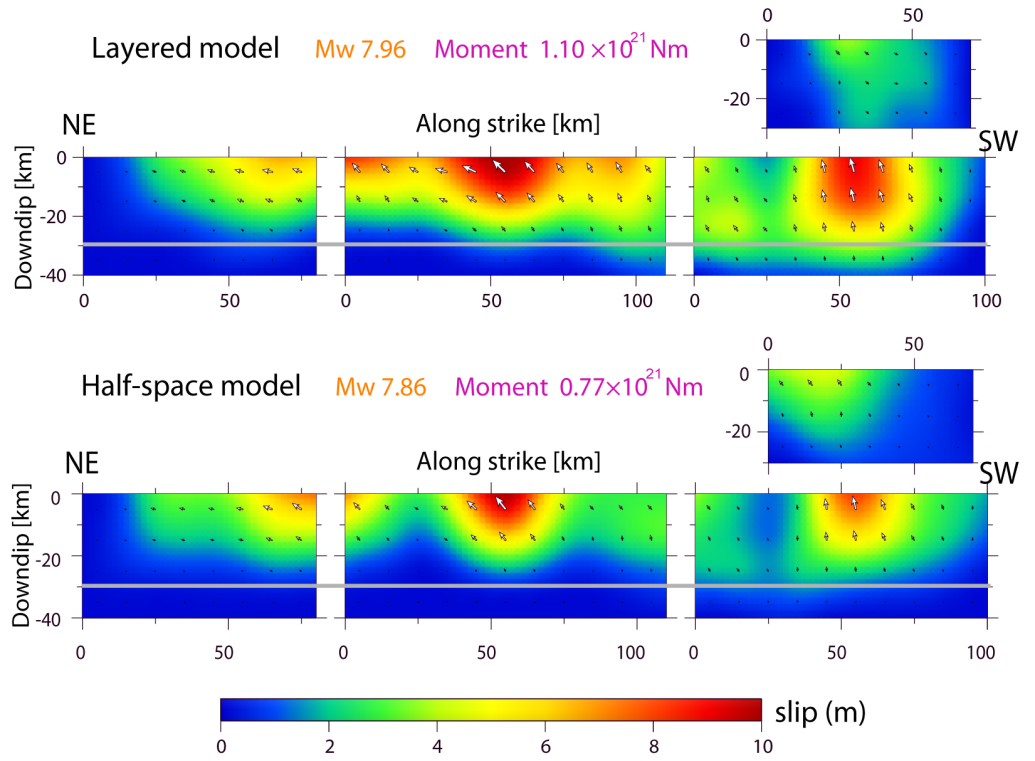 0 50
Layered model Mw 7.96 Moment 1.10 ×10²¹ Nm
0
-20
NE Along strike [km] SW
Downdip [km]
0
-20
-40
0 50 0 50 100 0 50 100
0 50
Half-space model Mw 7.86 Moment 0.77×10²¹ Nm
0
-20
NE Along strike [km] SW
Downdip [km]
0
-20
-40
0 50 0 50 100 0 50 100
slip (m)
0 2 4 6 8 10